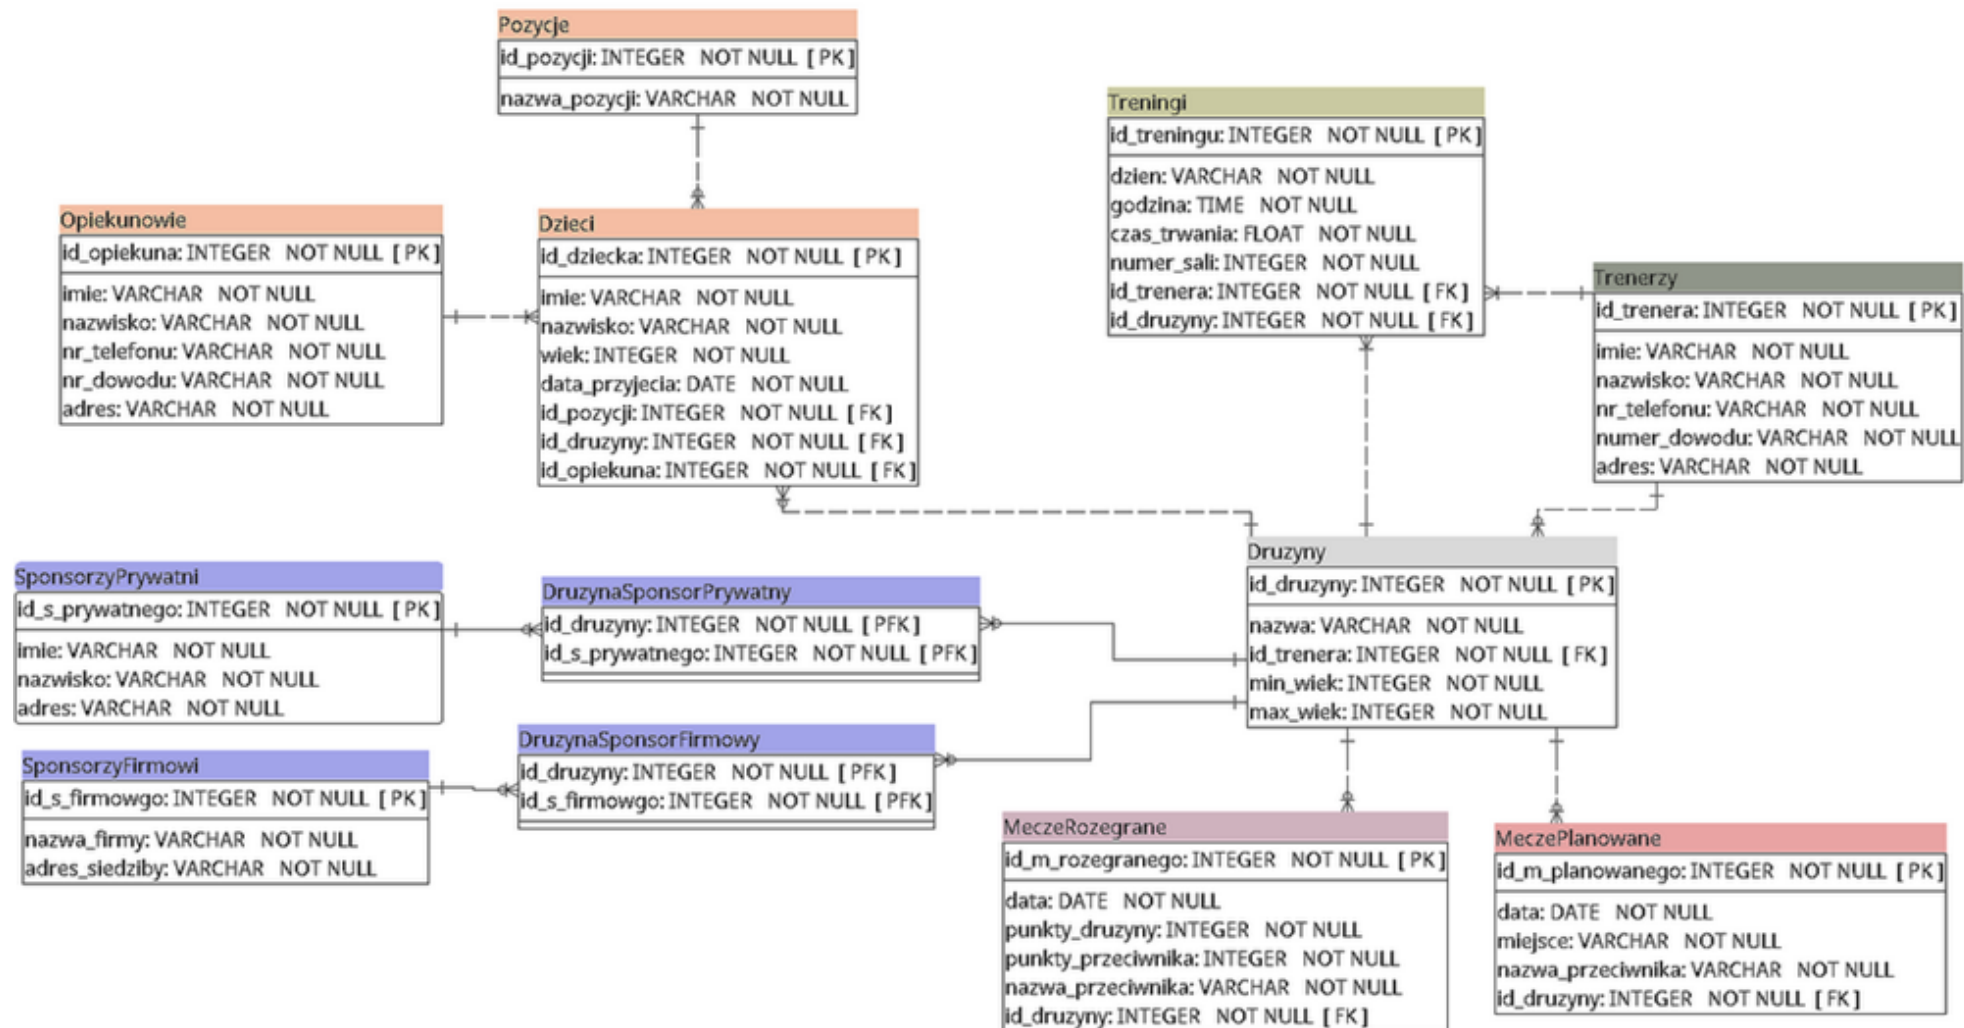 Pozycje
id_pozycji: INTEGER NOT NULL [ PK ]
nazwa_pozycji: VARCHAR NOT NULL
Treningi
id_treningu: INTEGER NOT NULL [ PK ]
dzien: VARCHAR NOT NULL
godzina: TIME NOT NULL
czas_trwania: FLOAT NOT NULL
numer_sali: INTEGER NOT NULL
id_trenera: INTEGER NOT NULL [ FK ]
id_druzyny: INTEGER NOT NULL [ FK ]
Opiekunowie
id_opiekuna: INTEGER NOT NULL [ PK ]
imie: VARCHAR NOT NULL
nazwisko: VARCHAR NOT NULL
nr_telefonu: VARCHAR NOT NULL
nr_dowodu: VARCHAR NOT NULL
adres: VARCHAR NOT NULL
Dzieci
id_dziecka: INTEGER NOT NULL [ PK ]
imie: VARCHAR NOT NULL
nazwisko: VARCHAR NOT NULL
wiek: INTEGER NOT NULL
data_przyjecia: DATE NOT NULL
id_pozycji: INTEGER NOT NULL [ FK ]
id_druzyny: INTEGER NOT NULL [ FK ]
id_opiekuna: INTEGER NOT NULL [ FK ]
Trenerzy
id_trenera: INTEGER NOT NULL [ PK ]
imie: VARCHAR NOT NULL
nazwisko: VARCHAR NOT NULL
nr_telefonu: VARCHAR NOT NULL
numer_dowodu: VARCHAR NOT NULL
adres: VARCHAR NOT NULL
Druzyny
id_druzyny: INTEGER NOT NULL [ PK ]
nazwa: VARCHAR NOT NULL
id_trenera: INTEGER NOT NULL [ FK ]
min_wiek: INTEGER NOT NULL
max_wiek: INTEGER NOT NULL
SponsorzyPrywatni
id_s_prywatnego: INTEGER NOT NULL [ PK ]
imie: VARCHAR NOT NULL
nazwisko: VARCHAR NOT NULL
adres: VARCHAR NOT NULL
DruzynaSponsorPrywatny
id_druzyny: INTEGER NOT NULL [ PFK ]
id_s_prywatnego: INTEGER NOT NULL [ PFK ]
SponsorzyFirmowi
id_s_firmowgo: INTEGER NOT NULL [ PK ]
nazwa_firmy: VARCHAR NOT NULL
adres_siedziby: VARCHAR NOT NULL
DruzynaSponsorFirmowy
id_druzyny: INTEGER NOT NULL [ PFK ]
id_s_firmowgo: INTEGER NOT NULL [ PFK ]
MeczeRozegrane
id_m_rozegranego: INTEGER NOT NULL [ PK ]
data: DATE NOT NULL
punkty_druzyny: INTEGER NOT NULL
punkty_przeciwnika: INTEGER NOT NULL
nazwa_przeciwnika: VARCHAR NOT NULL
id_druzyny: INTEGER NOT NULL [ FK ]
MeczePlanowane
id_m_planowanego: INTEGER NOT NULL [ PK ]
data: DATE NOT NULL
miejsce: VARCHAR NOT NULL
nazwa_przeciwnika: VARCHAR NOT NULL
id_druzyny: INTEGER NOT NULL [ FK ]